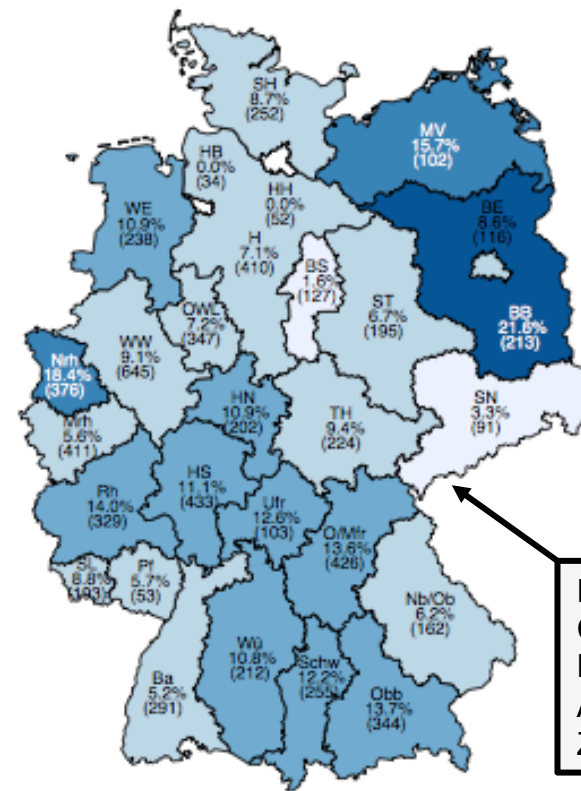 SH
8.7%
(252)
MV
15.7%
(102)
HB
0.0%
(34)
HH
0.0%
(52)
WE
10.9%
(238)
BE
8.6%
(116)
H
7.1%
(410)
BS
1.6%
(127)
ST
6.7%
(195)
OWL
7.2%
(347)
BB
21.6%
(213)
WW
9.1%
(645)
Nrh
18.4%
(376)
HN
10.9%
(202)
TH
9.4%
(224)
SN
3.3%
(91)
Mrh
5.6%
(411)
HS
11.1%
(433)
Rh
14.0%
(329)
Ufr
12.6%
(103)
O/Mfr
13.6%
(426)
SL
8.8%
(193)
Pf
5.7%
(53)
Nb/Ob
6.2%
(162)
Wü
10.8%
(212)
Schw
12.2%
(255)
Ba
5.2%
(291)
Obb
13.7%
(344)